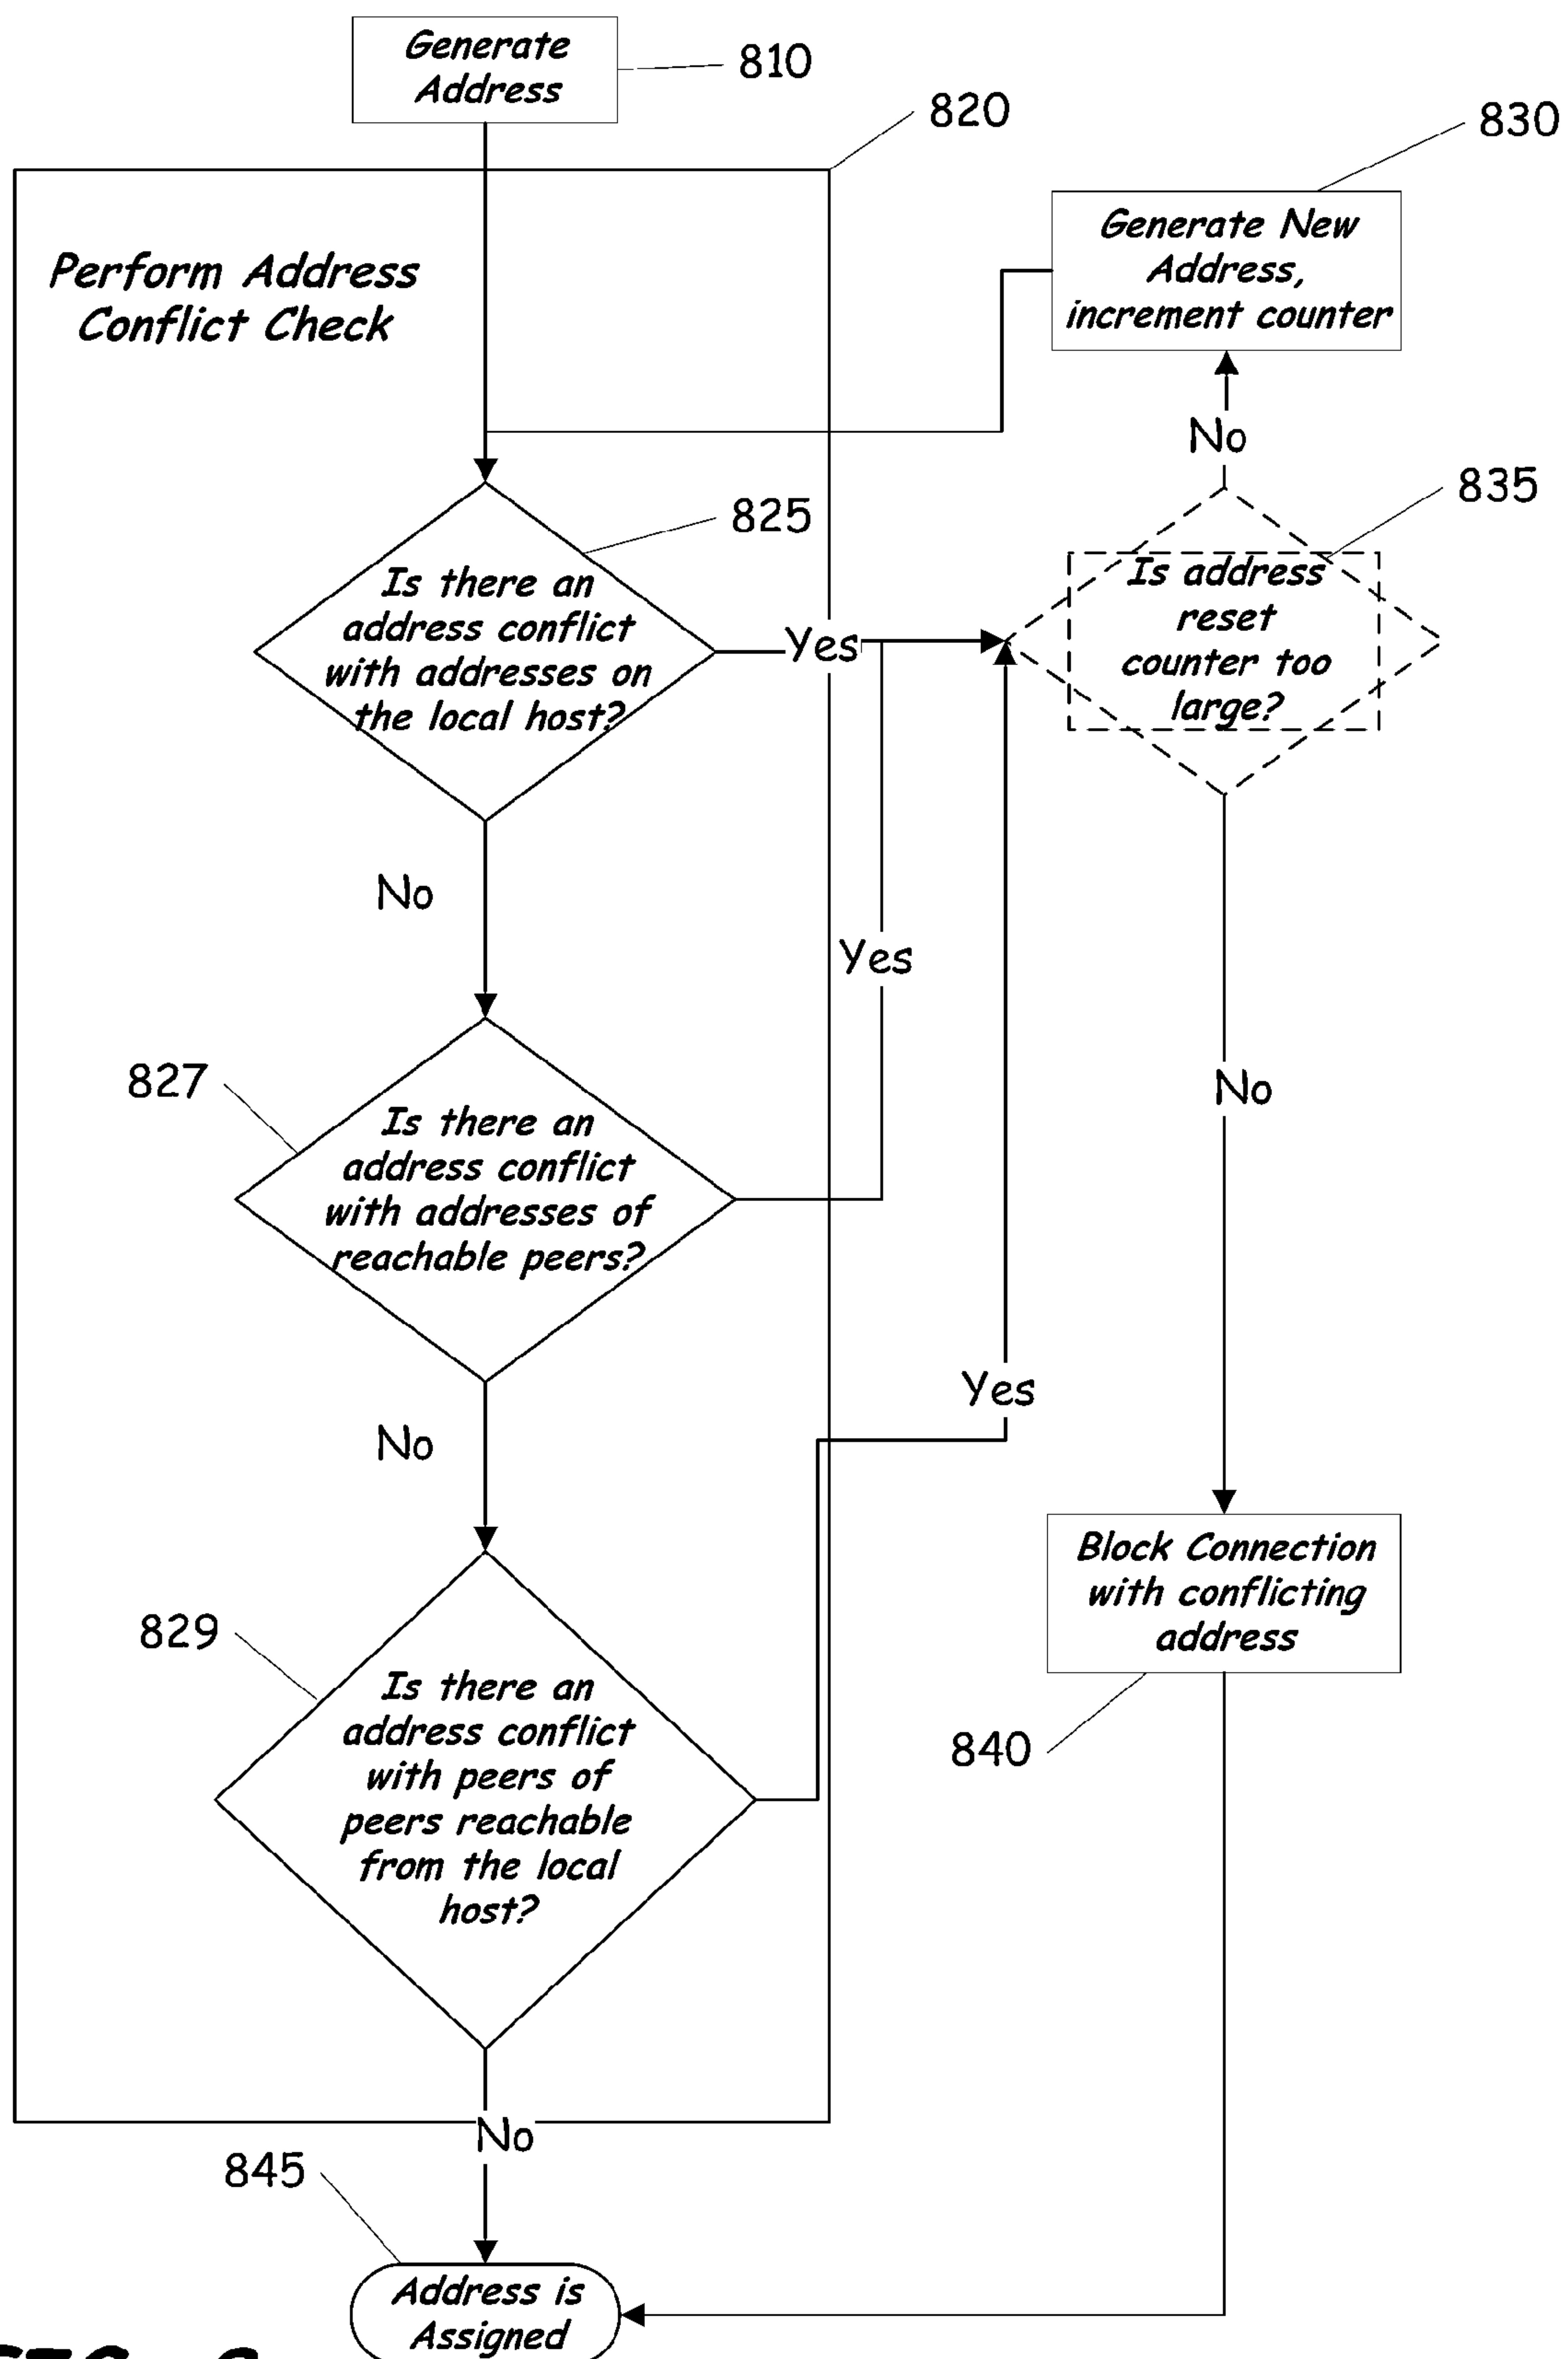 Generate
Address
810
820
830
Perform Address
Conflict Check
Generate New
Address,
increment counter
No
835
825
Is there an
address conflict
with addresses on
the local host?
Yes
Is address
reset
counter too
large?
No
Yes
827
Is there an
address conflict
with addresses of
reachable peers?
No
Yes
No
829
Is there an
address conflict
with peers of
peers reachable
from the local
host?
Block Connection
with conflicting
address
840
No
845
Address is
Assigned